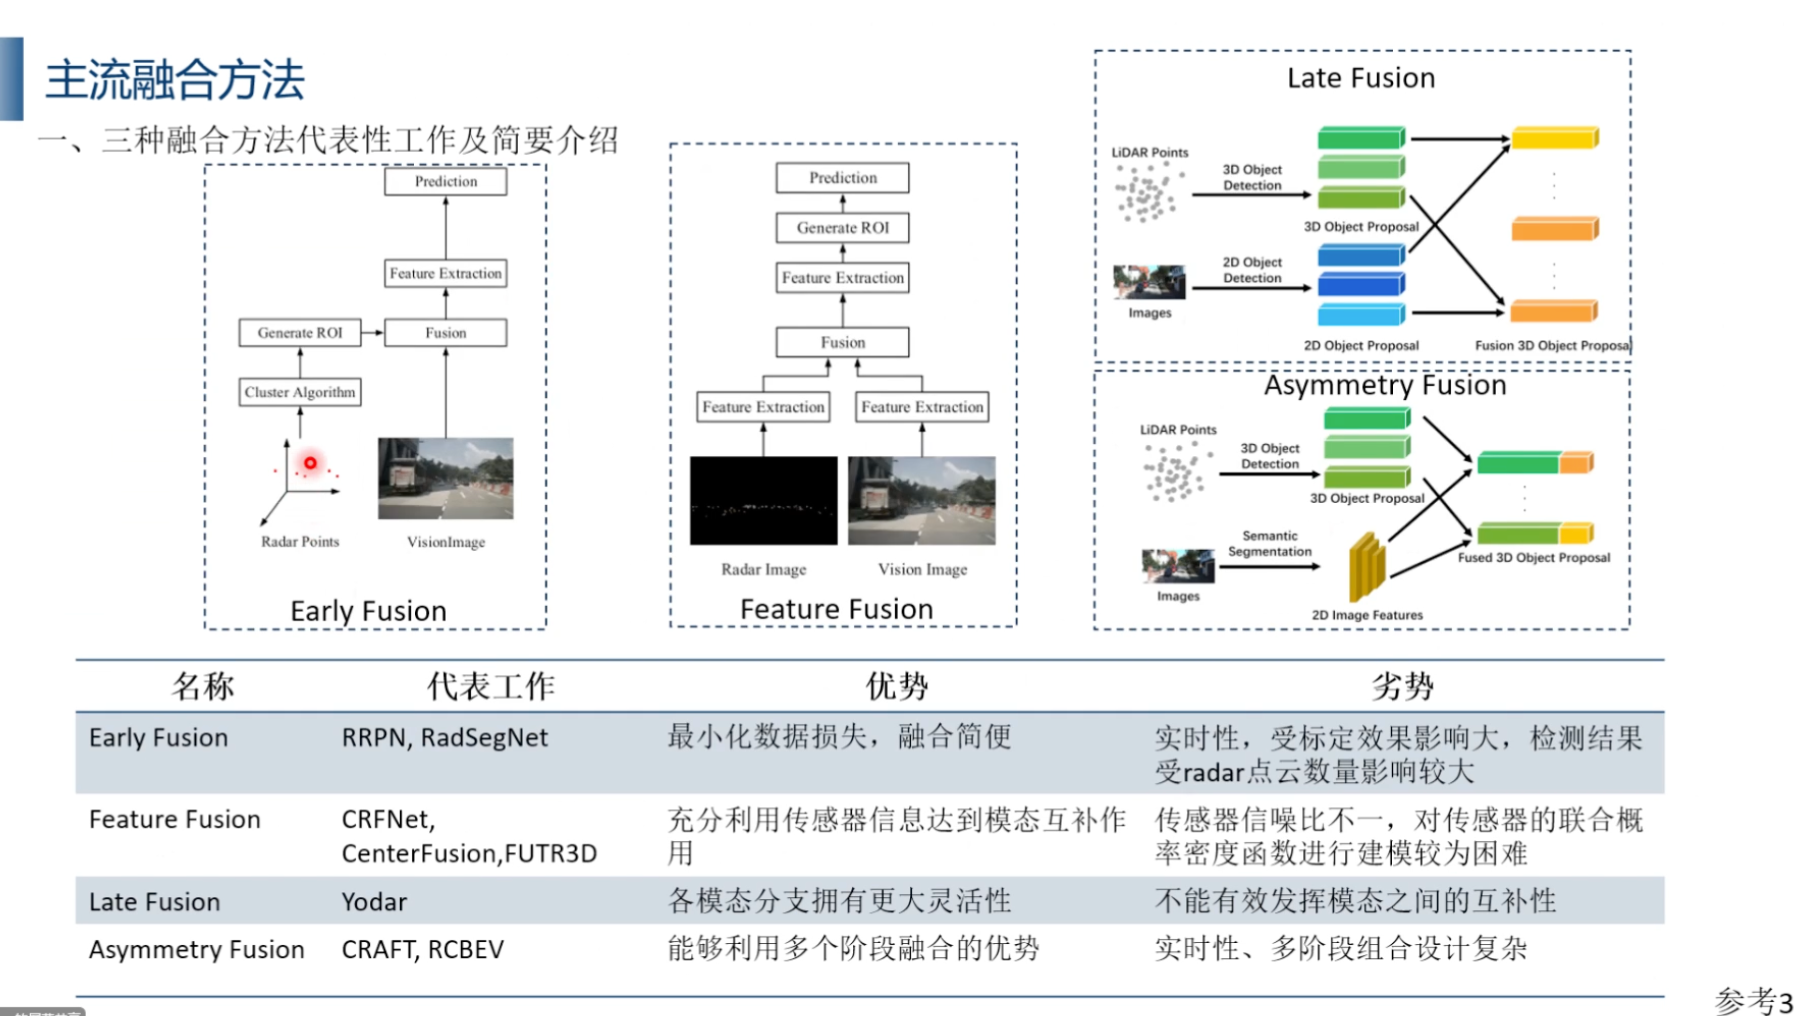 主流融合方法
一、三种融合方法代表性工作及简要介绍
Prediction
Feature Extraction
Generate ROI
Fusion
Cluster Algorithm
Radar Points
VisionImage
Early Fusion
Prediction
Generate ROI
Feature Extraction
Fusion
Feature Extraction
Feature Extraction
Radar Image
Vision Image
Feature Fusion
Late Fusion
LiDAR Points
3D Object
Detection
3D Object Proposal
2D Object
Detection
Images
2D Object Proposal
Fusion 3D Object Proposal
Asymmetry Fusion
LiDAR Points
3D Object
Detection
3D Object Proposal
Semantic
Segmentation
Images
2D Image Features
Fused 3D Object Proposal
名称
代表工作
优势
劣势
Early Fusion
RRPN, RadSegNet
最小化数据损失，融合简便
实时性，受标定效果影响大，检测结果
受radar点云数量影响较大
Feature Fusion
CRFNet,
CenterFusion,FUTR3D
充分利用传感器信息达到模态互补作
用
传感器信噪比不一，对传感器的联合概
率密度函数进行建模较为困难
Late Fusion
Yodar
各模态分支拥有更大灵活性
不能有效发挥模态之间的互补性
Asymmetry Fusion
CRAFT, RCBEV
能够利用多个阶段融合的优势
实时性、多阶段组合设计复杂
参考3